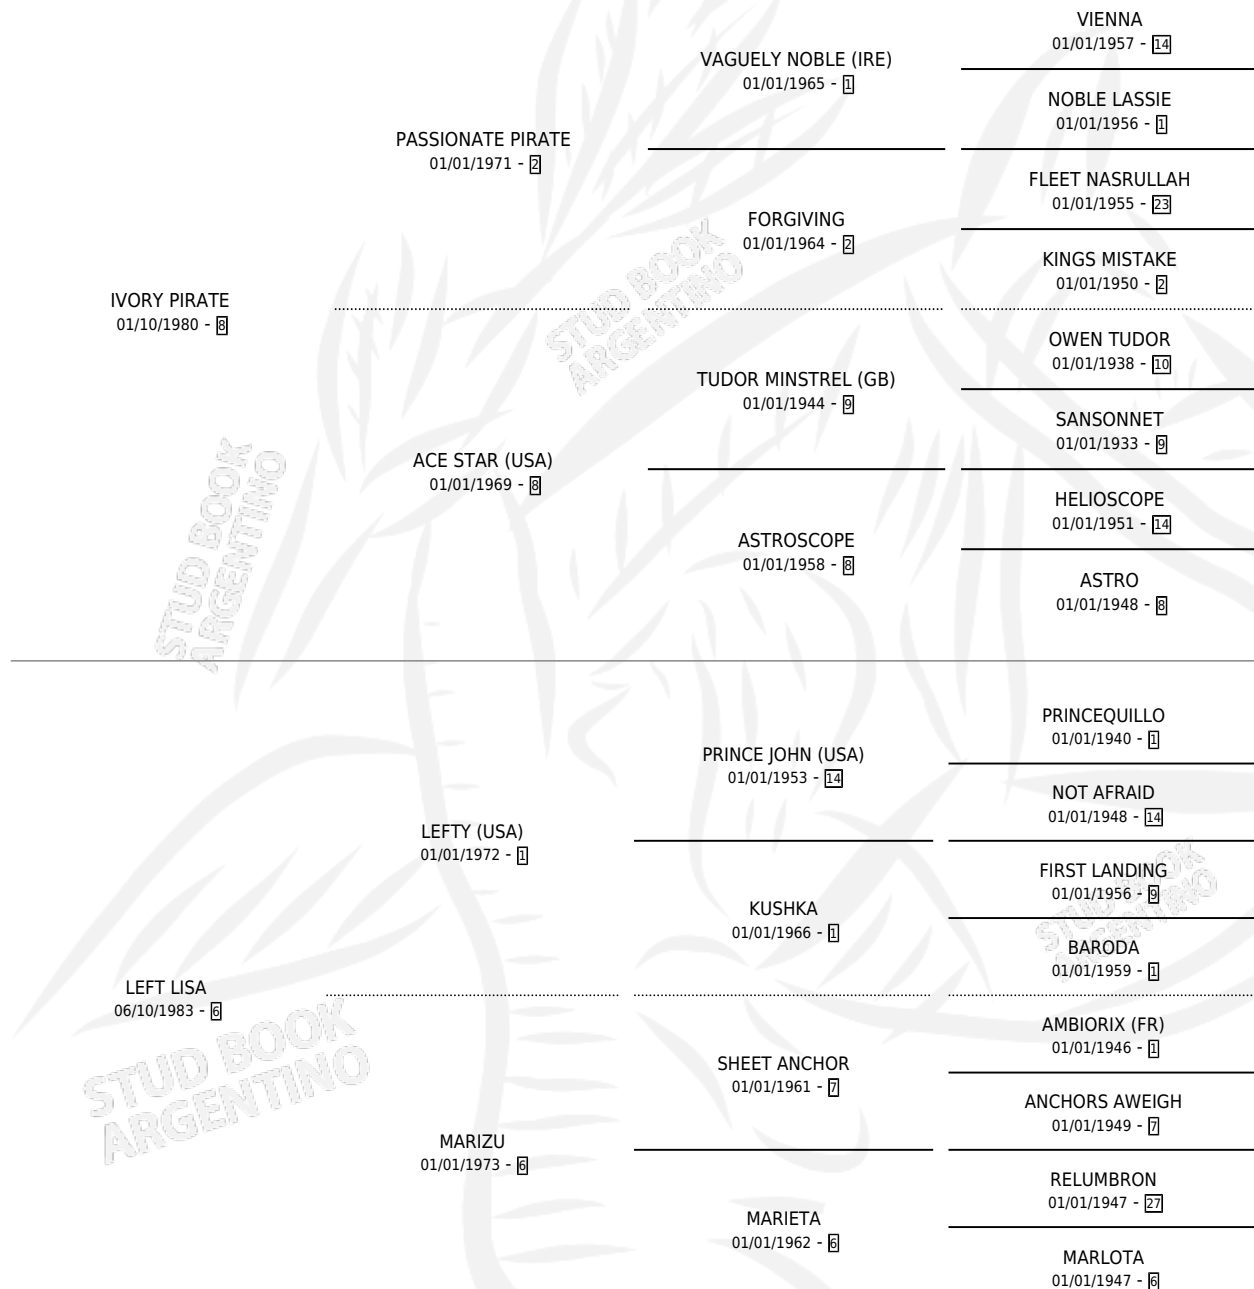 VIENNA
01/01/1957 - 14
VAGUELY NOBLE (IRE)
01/01/1965 - 1
NOBLE LASSIE
01/01/1956 - 1
PASSIONATE PIRATE
01/01/1971 - 2
FLEET NASRULLAH
01/01/1955 - 23
FORGIVING
01/01/1964 - 2
KINGS MISTAKE
01/01/1950 - 2
IVORY PIRATE
01/10/1980 - 8
OWEN TUDOR
01/01/1938 - 10
TUDOR MINSTREL (GB)
01/01/1944 - 9
SANSONNET
01/01/1933 - 9
ACE STAR (USA)
01/01/1969 - 8
HELIOSCOPE
01/01/1951 - 14
ASTROSCOPE
01/01/1958 - 8
ASTRO
01/01/1948 - 8
PRINCEQUILLO
01/01/1940 - 1
PRINCE JOHN (USA)
01/01/1953 - 14
NOT AFRAID
01/01/1948 - 14
LEFTY (USA)
01/01/1972 - 1
FIRST LANDING
01/01/1956 - 9
KUSHKA
01/01/1966 - 1
BARODA
01/01/1959 - 1
LEFT LISA
06/10/1983 - 6
AMBIORIX (FR)
01/01/1946 - 1
SHEET ANCHOR
01/01/1961 - 7
ANCHORS AWEIGH
01/01/1949 - 7
MARIZU
01/01/1973 - 6
RELUMBRON
01/01/1947 - 27
MARIETA
01/01/1962 - 6
MARLOTA
01/01/1947 - 6
STUD BOOK
ARGENTINO
STUD BOOK
ARGENTINO
STUD BOOK
ARGENTINO
STUD BOOK
ARGENTINO